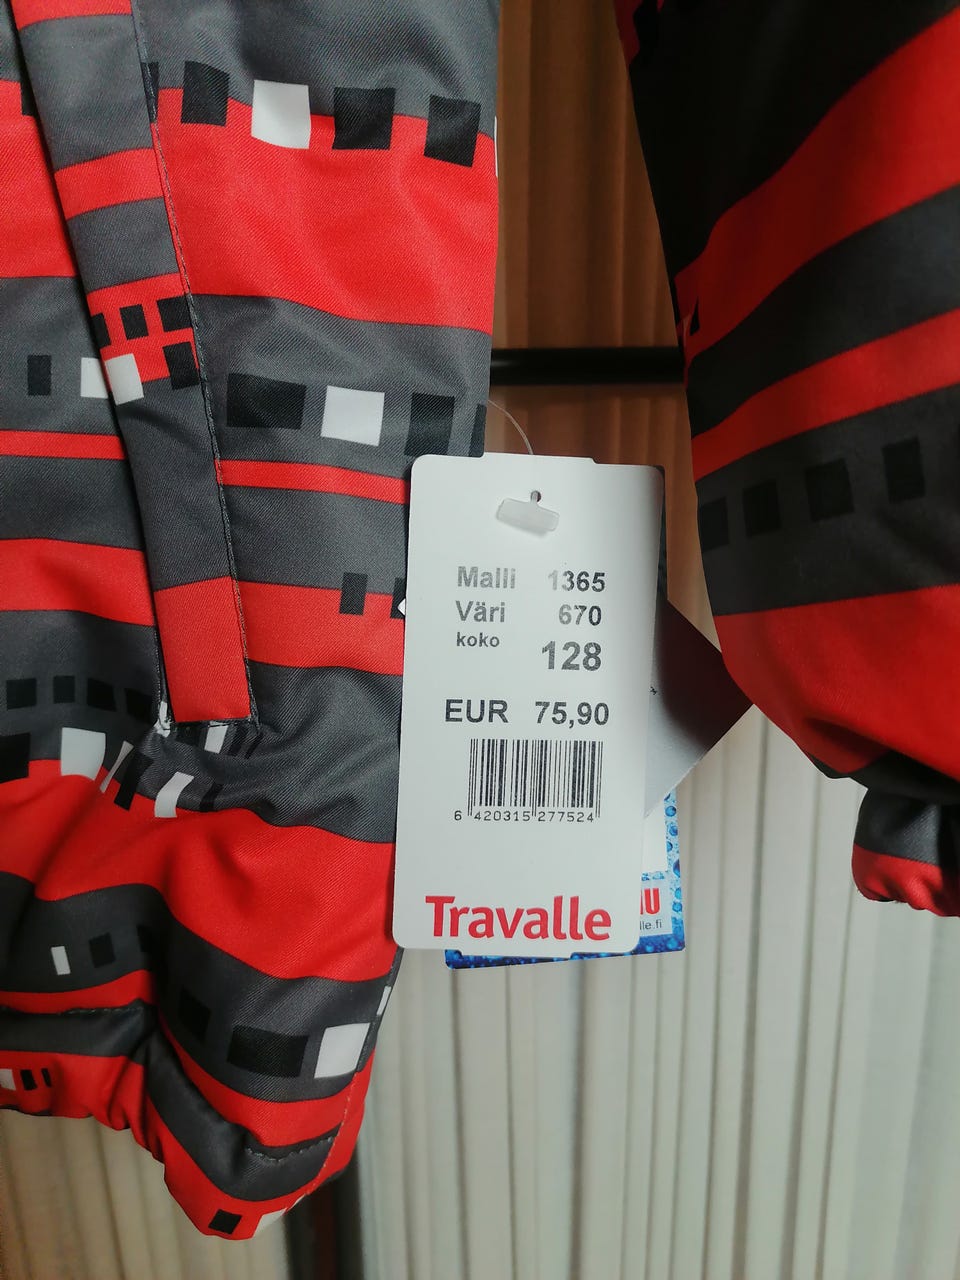 Malli 1365
Väri 670
koko 128
EUR 75,90
6 420315 277524
Travalle